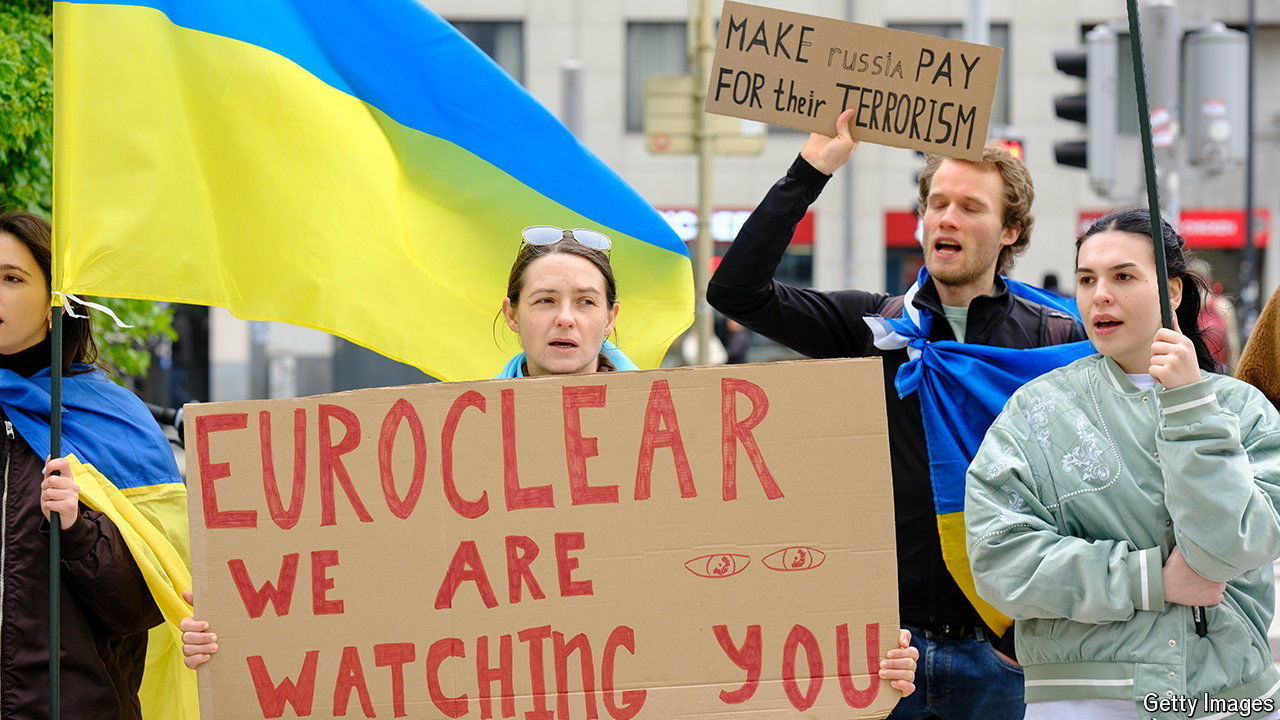 MAKE russia PAY
FOR their TERRORISM
EUROCLEAR
WE ARE
WATCHING YOU
Getty Images